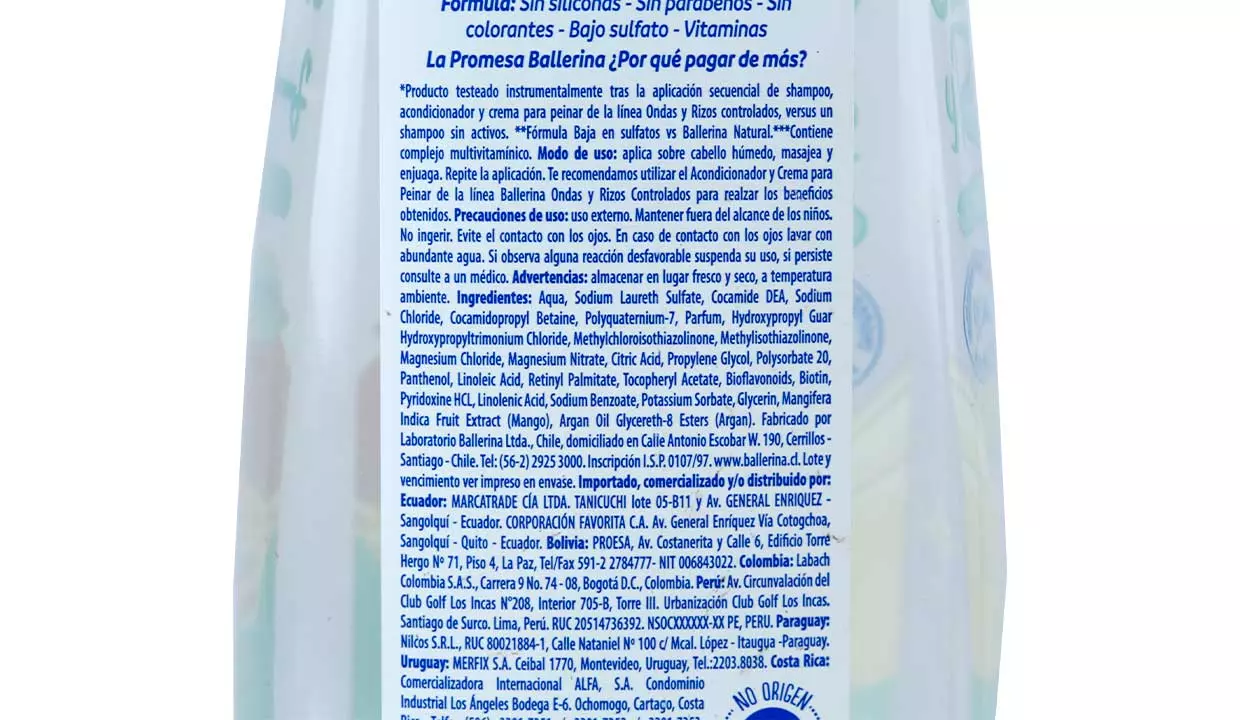 Fórmula: Sin siliconas - Sin parabenos - Sin
colorantes - Bajo sulfato - Vitaminas
La Promesa Ballerina ¿Por qué pagar de más?
*Producto testeado instrumentalmente tras la aplicación secuencial de shampo,
acondicionador y crema para peinar de la línea Ondas y Rizos controlados, versus un
shampoo sin activos. **Fórmula Baja en sulfatos vs Ballerina Natural.***Contiene
complejo multivitamínico. Modo de uso: aplica sobre cabello húmedo, masajea y
enjuaga. Repite la aplicación. Te recomendamos utilizar el Acondicionador y Crema para
Peinar de la línea Ballerina Ondas y Rizos Controlados para realzar los beneficios
obtenidos. Precauciones de uso: uso externo. Mantener fuera del alcance de los niños.
No ingerir. Evite el contacto con los ojos. En caso de contacto con los ojos lavar con
abundante agua. Si observa alguna reacción desfavorable suspenda su uso, si persiste
consulte a un médico. Advertencias: almacenar en lugar fresco y seco, a temperatura
ambiente. Ingredientes: Aqua, Sodium Laureth Sulfate, Cocamide DEA, Sodium
Chloride, Cocamidopropyl Betaine, Polyquaternium-7, Parfum, Hydroxypropyl Guar
Hydroxypropyltrimonium Chloride, Methylchloroisothiazolinone, Methylisothiazolinone,
Magnesium Chloride, Magnesium Nitrate, Citric Acid, Propylene Glycol, Polysorbate 20,
Panthenol, Linoleic Acid, Retinyl Palmitate, Tocopheryl Acetate, Bioflavonoids, Biotin,
Pyridoxine HCL, Linolenic Acid, Sodium Benzoate, Potassium Sorbate, Glycerin, Mangifera
Indica Fruit Extract (Mango), Argan Oil Glycereth-8 Esters (Argan). Fabricado por
Laboratorio Ballerina Ltda., Chile, domiciliado en Calle Antonio Escobar W. 190, Cerrillos -
Santiago - Chile. Tel: (56-2) 2925 3000. Inscripción I.S.P. 0107/97. www.ballerina.cl. Lote y
vencimiento ver impreso en envase. Importado, comercializado y/o distribuido por:
Ecuador: MARCATRADE CÍA LTDA. TANICUCHI lote 05-B11 y Av. GENERAL ENRIQUEZ -
Sangolquí - Ecuador. CORPORACIÓN FAVORITA C.A. Av. General Enríquez Vía Cotogchoa,
Sangolquí - Quito - Ecuador. Bolivia: PROESA, Av. Costanerita y Calle 6, Edificio Torre
Hergo Nº 71, Piso 4, La Paz, Tel/Fax 591-2 2784777- NIT 006843022. Colombia: Labach
Colombia S.A.S., Carrera 9 No. 74 - 08, Bogotá D.C., Colombia. Perú: Av. Circunvalación del
Club Golf Los Incas N°208, Interior 705-B, Torre III. Urbanización Club Golf Los Incas.
Santiago de Surco. Lima, Perú. RUC 20514736392. NSOCXXXXXX-XX PE, PERU. Paraguay:
Nilcos S.R.L., RUC 80021884-1, Calle Nataniel Nº 100 c/ Mcal. López - Itaugua -Paraguay.
Uruguay: MERFIX S.A. Ceibal 1770, Montevideo, Uruguay, Tel.:2203.8038. Costa Rica:
Comercializadora Internacional ALFA, S.A. Condominio
Industrial Los Ángeles Bodega E-6. Ochomogo, Cartago, Costa
NO ORIGEN